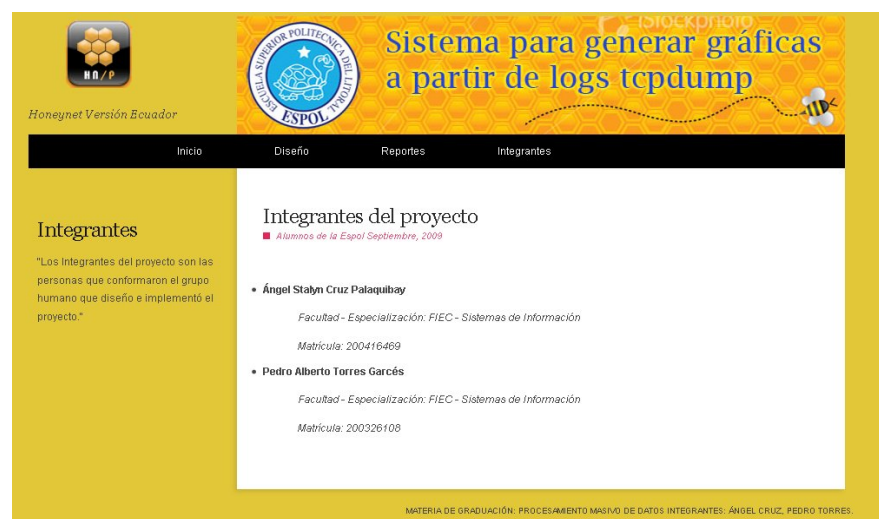 HN/P
Honeynet Versión Ecuador
ESCUELA SUPERIOR POLITECNICA DEL LITORAL
ESPOL
iStockphoto
Sistema para generar gráficas
a partir de logs tcpdump
Inicio Diseño Reportes Integrantes
Integrantes
"Los Integrantes del proyecto son las
personas que conformaron el grupo
humano que diseño e implementó el
proyecto."
Integrantes del proyecto
Alumnos de la Espol Septiembre, 2009
• Ángel Stalyn Cruz Palaquibay
Facultad - Especialización: FIEC - Sistemas de Información
Matrícula: 200416469
• Pedro Alberto Torres Garcés
Facultad - Especialización: FIEC - Sistemas de Información
Matrícula: 200326108
MATERIA DE GRADUACIÓN: PROCESAMIENTO MASIVO DE DATOS INTEGRANTES: ÁNGEL CRUZ, PEDRO TORRES.